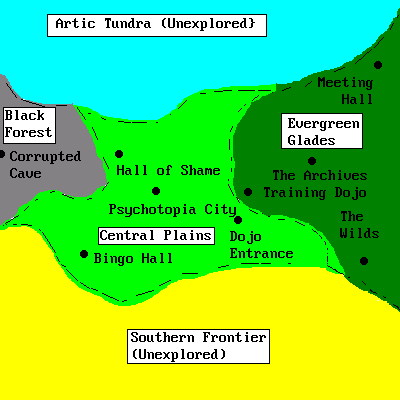 Artic Tundra (Unexplored}
Meeting
Hall
Black
Forest
Evergreen
Glades
Corrupted
Cave
Hall of Shame
The Archives
Training Dojo
Psychotopia City
The
Wilds
Central Plains
Dojo
Entrance
Bingo Hall
Southern Frontier
(Unexplored)